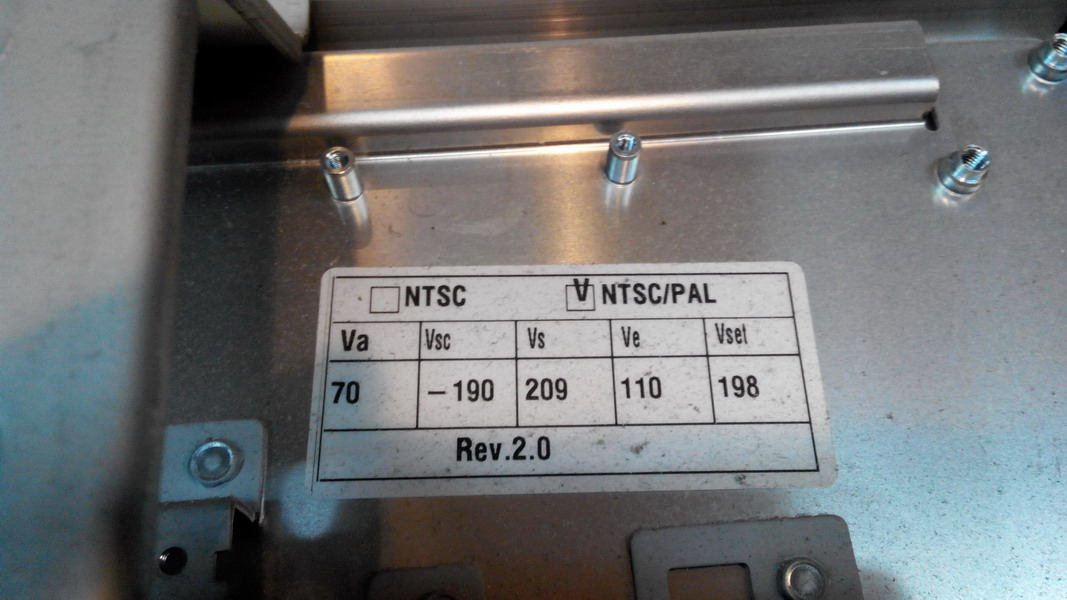 NTSC V NTSC/PAL
Va Vsc Vs Ve Vset
70 –190 209 110 198
Rev.2.0